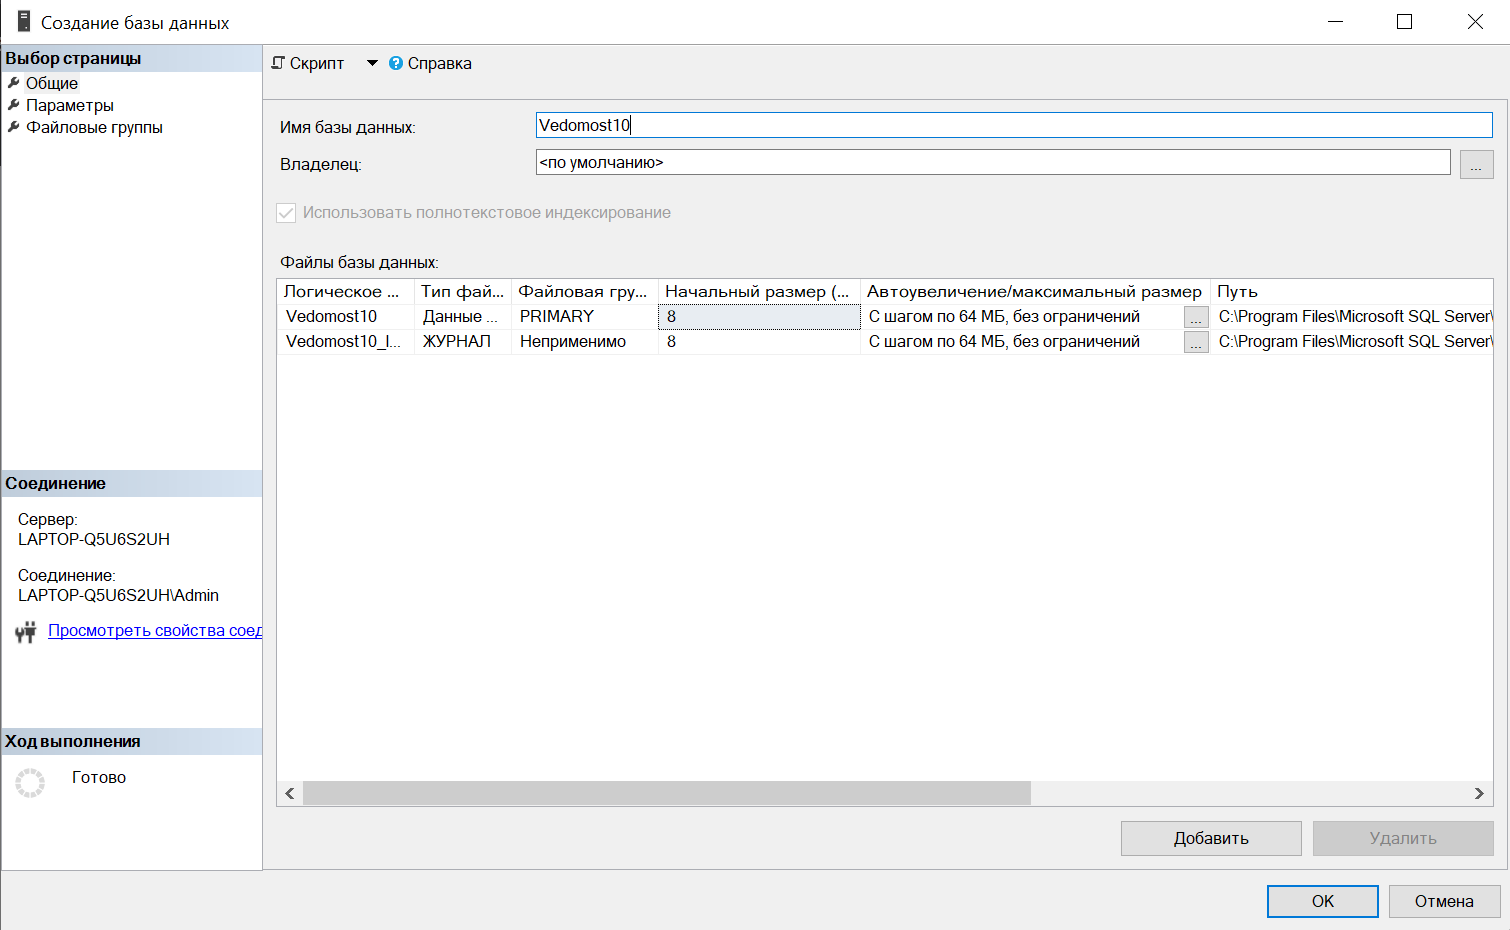 Создание базы данных
Выбор страницы
Общие
Параметры
Файловые группы
Скрипт
Справка
Имя базы данных: Vedomost10
Владелец: <по умолчанию> ...
Использовать полнотекстовое индексирование
Файлы базы данных:
Логическое ... Тип фай... Файловая гру... Начальный размер (... Автоувеличение/максимальный размер Путь
Vedomost10 Данные ... PRIMARY 8 С шагом по 64 МБ, без ограничений ... C:\Program Files\Microsoft SQL Server\
Vedomost10_l... ЖУРНАЛ Неприменимо 8 С шагом по 64 МБ, без ограничений ... C:\Program Files\Microsoft SQL Server\
Соединение
Сервер:
LAPTOP-Q5U6S2UH
Соединение:
LAPTOP-Q5U6S2UH\Admin
Просмотреть свойства соед
Ход выполнения
Готово
Добавить Удалить
OK Отмена